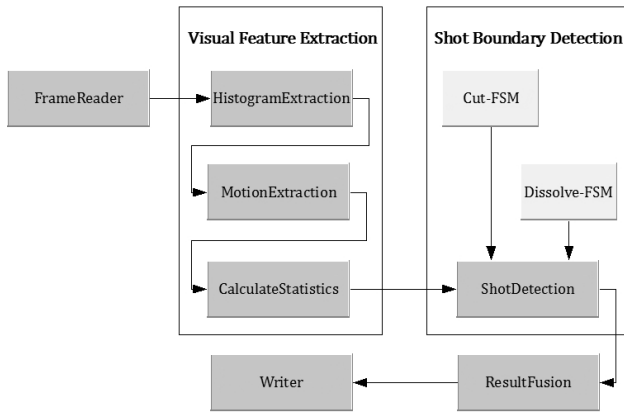 Visual Feature Extraction
Shot Boundary Detection
FrameReader
HistogramExtraction
Cut-FSM
MotionExtraction
Dissolve-FSM
CalculateStatistics
ShotDetection
Writer
ResultFusion